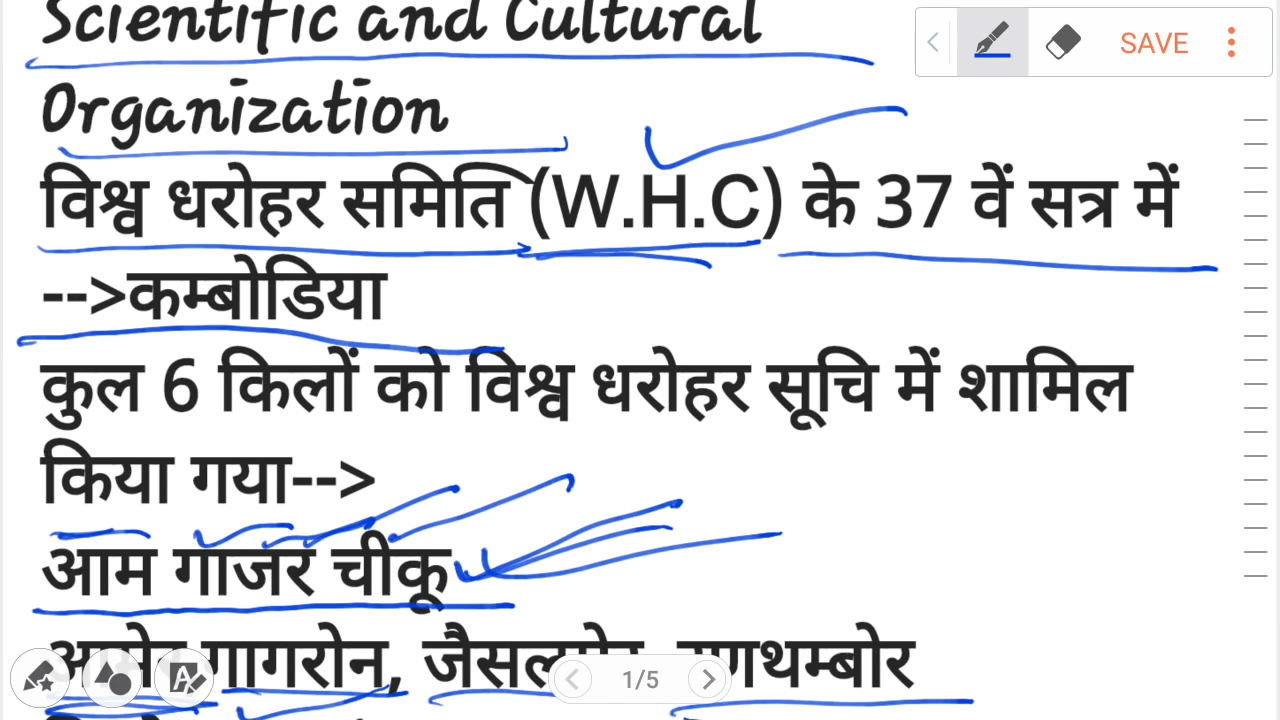 Scientific and Cultural
SAVE
Organization
विश्व धरोहर समिति (W.H.C) के 37 वें सत्र में
-->कम्बोडिया
कुल 6 किलों को विश्व धरोहर सूचि में शामिल
किया गया-->
आम गाजर चीकू
गागरोन,
1/5